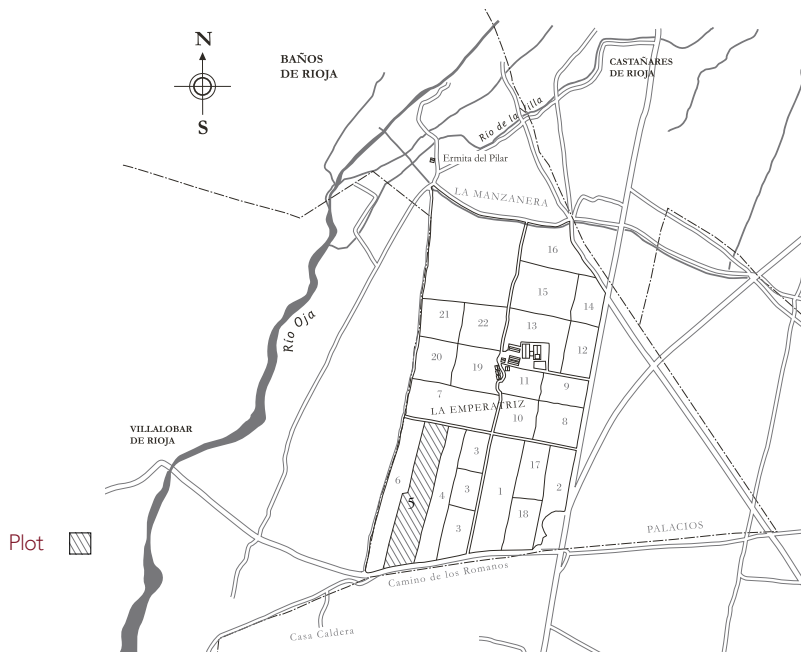 N
S
BAÑOS
DE RIOJA
CASTAÑARES
DE RIOJA
Rio de la Villa
Ermita del Pilar
LA MANZANERA
16
15
14
13
21
22
12
20
19
11
9
7
LA EMPERATRIZ
10
8
Rio Oja
VILLALOBAR
DE RIOJA
3
17
6
3
4
1
2
5
18
3
PALACIOS
Plot
Camino de los Romanos
Casa Caldera